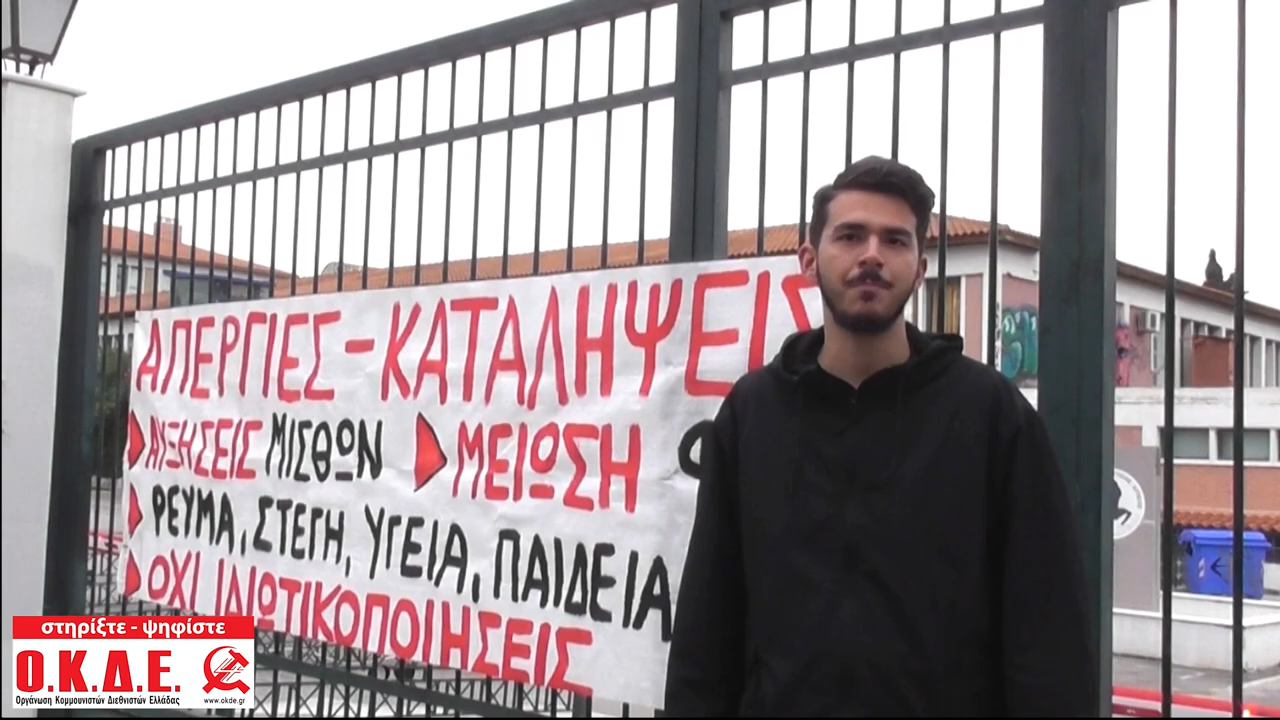 ΑΠΕΡΓΙΕΣ - ΚΑΤΑΛΗΨΕΙΣ
ΑΥΞΗΣΕΙΣ ΜΙΣΘΩΝ ΜΕΙΩΣΗ
ΡΕΥΜΑ, ΣΤΕΓΗ, ΥΓΕΙΑ, ΠΑΙΔΕΙΑ
ΟΧΙ ΙΔΙΩΤΙΚΟΠΟΙΗΣΕΙΣ
στηρίξτε - ψηφίστε
Ο.Κ.Δ.Ε.
Οργάνωση Κομμουνιστών Διεθνιστών Ελλάδας
www.okde.gr